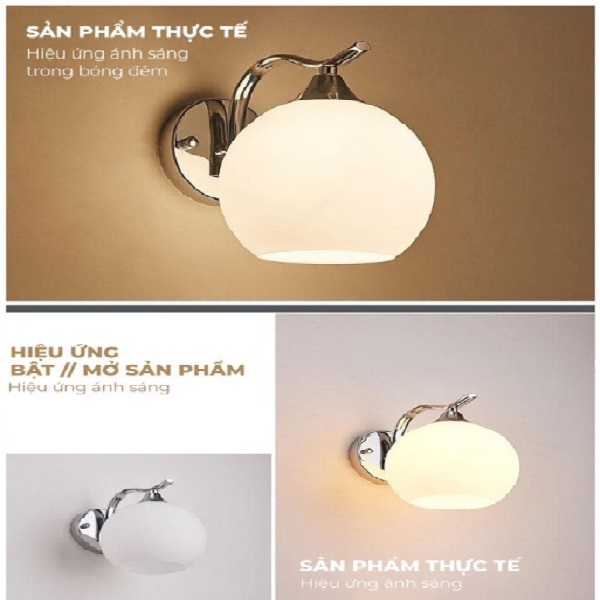 SẢN PHẨM THỰC TẾ
Hiệu ứng ánh sáng
trong bóng đêm
HIỆU ỨNG
BẬT // MỞ SẢN PHẨM
Hiệu ứng ánh sáng
SẢN PHẨM THỰC TẾ
Hiệu ứng ánh sáng